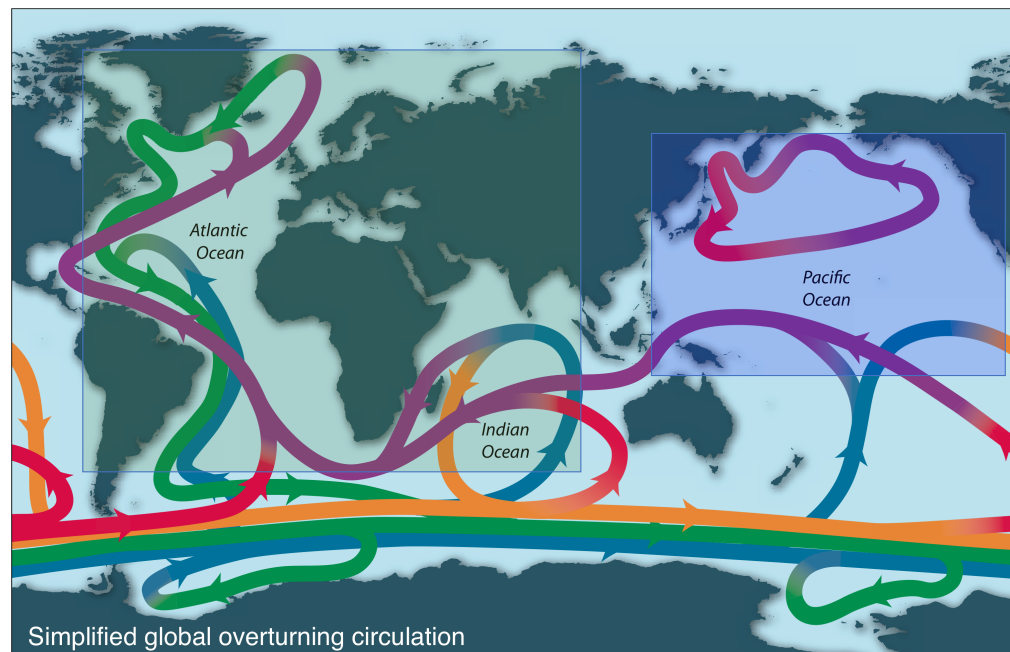 Atlantic
Ocean
Pacific
Ocean
Indian
Ocean
Simplified global overturning circulation